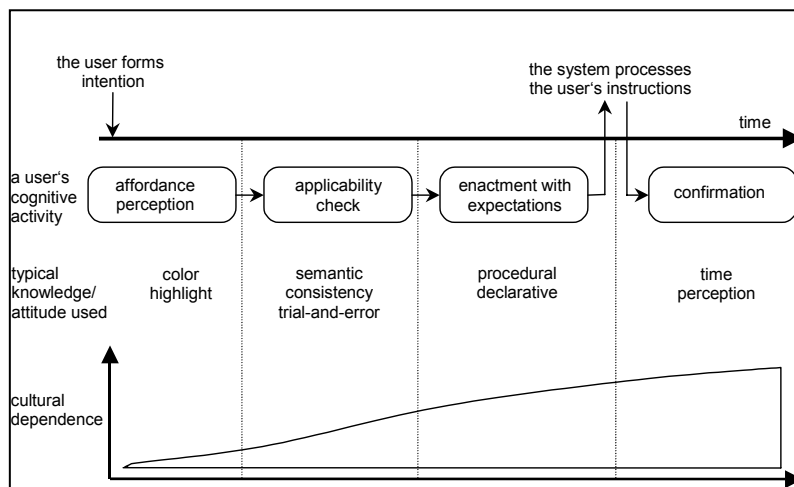 the user forms
intention
the system processes
the user‘s instructions
time
a user‘s
cognitive
activity
affordance
perception
applicability
check
enactment with
expectations
confirmation
typical
knowledge/
attitude used
color
highlight
semantic
consistency
trial-and-error
procedural
declarative
time
perception
cultural
dependence